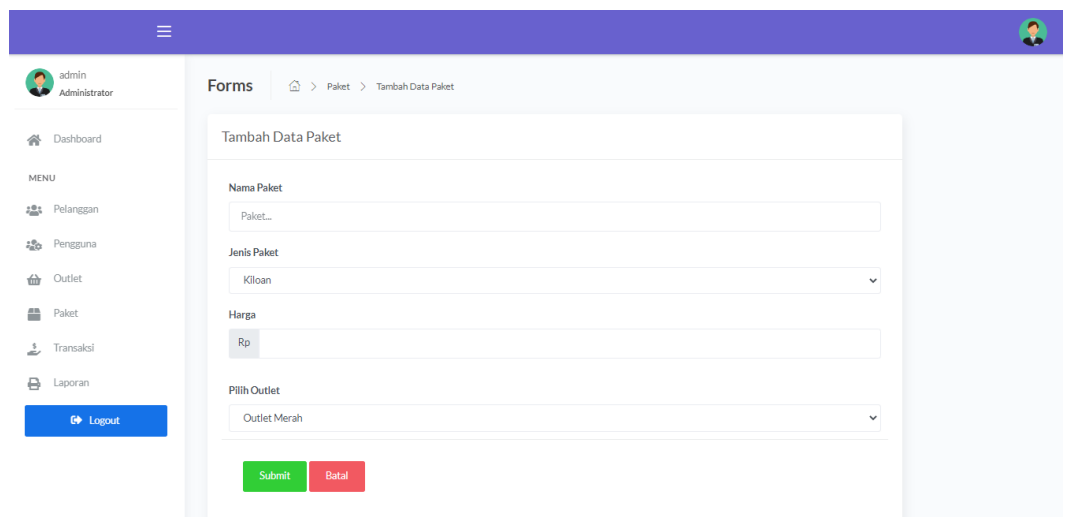 admin
Administrator
Dashboard
MENU
Pelanggan
Pengguna
Outlet
Paket
Transaksi
Laporan
Logout
Forms > Paket > Tambah Data Paket
Tambah Data Paket
Nama Paket
Paket...
Jenis Paket
Kiloan
Harga
Rp
Pilih Outlet
Outlet Merah
Submit Batal